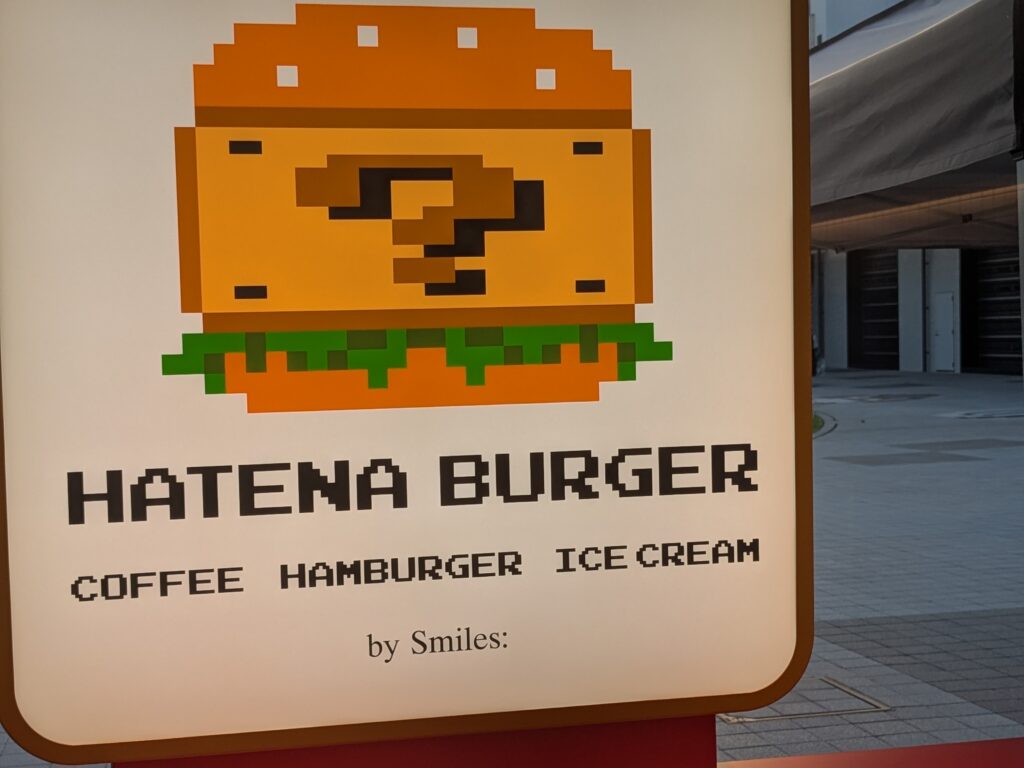 ?
HATENA BURGER
COFFEE HAMBURGER ICE CREAM
by Smiles: